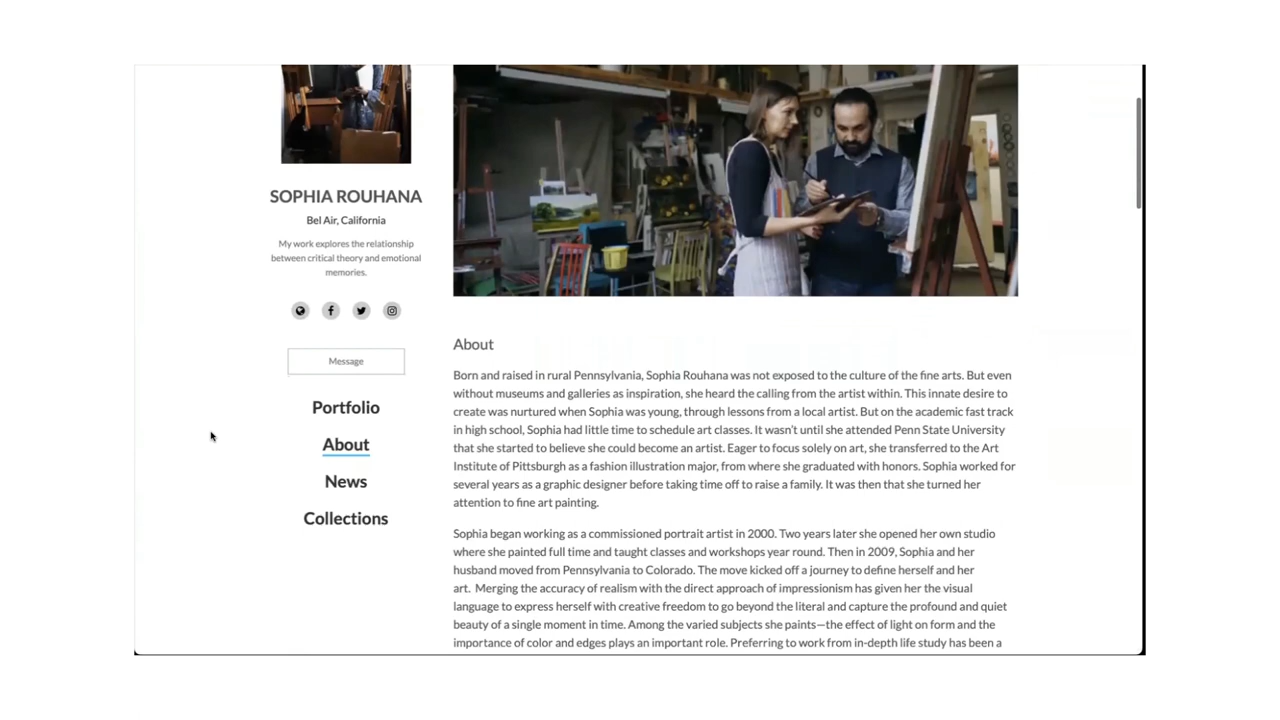 SOPHIA ROUHANA
Bel Air, California
My work explores the relationship
between critical theory and emotional
memories.
Message
Portfolio
About
News
Collections
About
Born and raised in rural Pennsylvania, Sophia Rouhana was not exposed to the culture of the fine arts. But even
without museums and galleries as inspiration, she heard the calling from the artist within. This innate desire to
create was nurtured when Sophia was young, through lessons from a local artist. But on the academic fast track
in high school, Sophia had little time to schedule art classes. It wasn’t until she attended Penn State University
that she started to believe she could become an artist. Eager to focus solely on art, she transferred to the Art
Institute of Pittsburgh as a fashion illustration major, from where she graduated with honors. Sophia worked for
several years as a graphic designer before taking time off to raise a family. It was then that she turned her
attention to fine art painting.
Sophia began working as a commissioned portrait artist in 2000. Two years later she opened her own studio
where she painted full time and taught classes and workshops year round. Then in 2009, Sophia and her
husband moved from Pennsylvania to Colorado. The move kicked off a journey to define herself and her
art. Merging the accuracy of realism with the direct approach of impressionism has given her the visual
language to express herself with creative freedom to go beyond the literal and capture the profound and quiet
beauty of a single moment in time. Among the varied subjects she paints—the effect of light on form and the
importance of color and edges plays an important role. Preferring to work from in-depth life study has been a